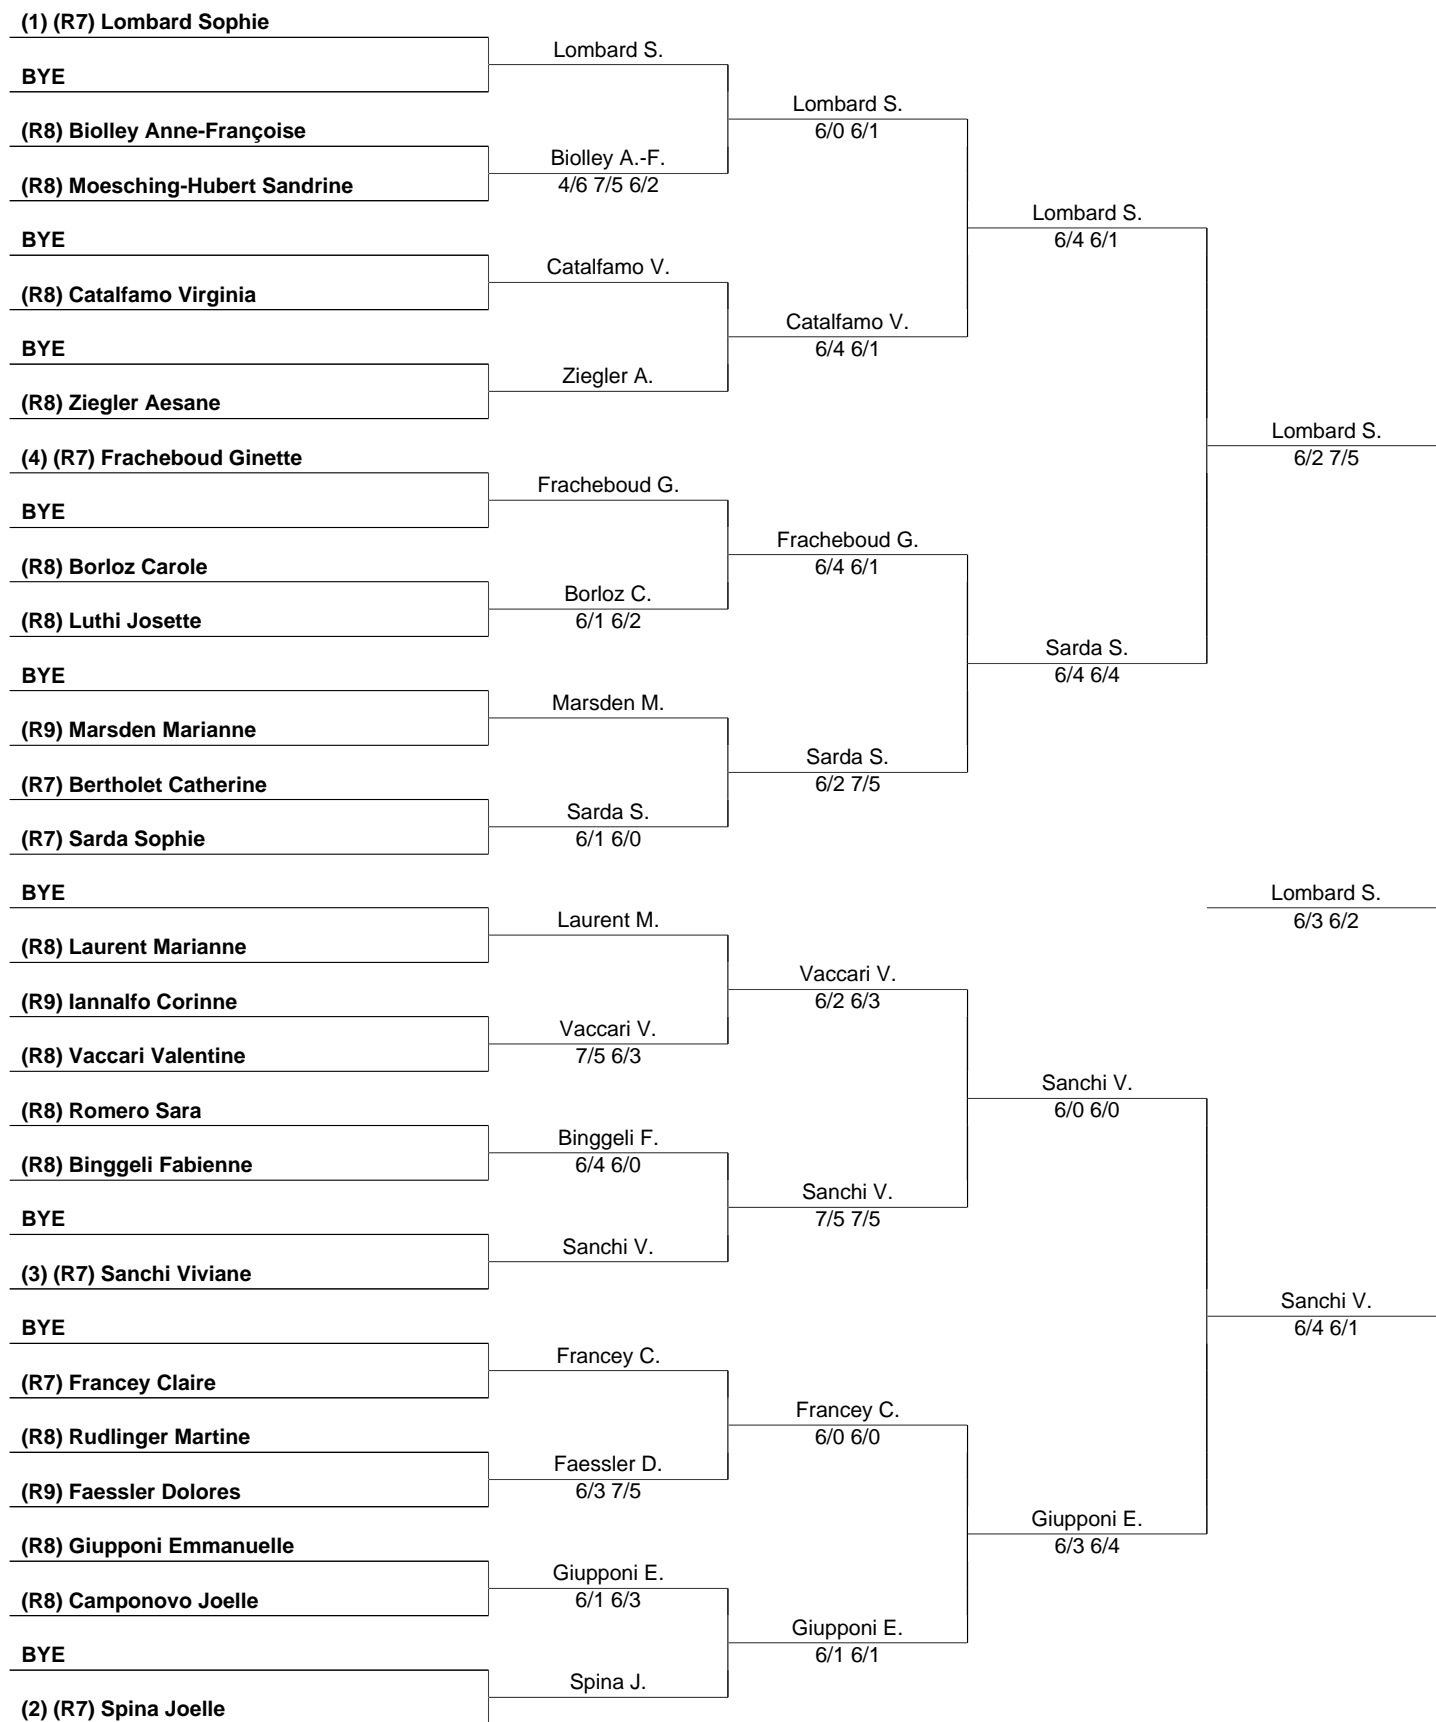 (1) (R7) Lombard Sophie
BYE
(R8) Biolley Anne-Françoise
(R8) Moesching-Hubert Sandrine
BYE
(R8) Catalfamo Virginia
BYE
(R8) Ziegler Aesane
(4) (R7) Fracheboud Ginette
BYE
(R8) Borloz Carole
(R8) Luthi Josette
BYE
(R9) Marsden Marianne
(R7) Bertholet Catherine
(R7) Sarda Sophie
BYE
(R8) Laurent Marianne
(R9) Iannalfo Corinne
(R8) Vaccari Valentine
(R8) Romero Sara
(R8) Binggeli Fabienne
BYE
(3) (R7) Sanchi Viviane
BYE
(R7) Francey Claire
(R8) Rudlinger Martine
(R9) Faessler Dolores
(R8) Giupponi Emmanuelle
(R8) Camponovo Joelle
BYE
(2) (R7) Spina Joelle
Lombard S.
Biolley A.-F.
4/6 7/5 6/2
Catalfamo V.
Ziegler A.
Fracheboud G.
Borloz C.
6/1 6/2
Marsden M.
Sarda S.
6/1 6/0
Laurent M.
Vaccari V.
7/5 6/3
Binggeli F.
6/4 6/0
Sanchi V.
Francey C.
Faessler D.
6/3 7/5
Giupponi E.
6/1 6/3
Spina J.
Lombard S.
6/0 6/1
Catalfamo V.
6/4 6/1
Fracheboud G.
6/4 6/1
Sarda S.
6/2 7/5
Vaccari V.
6/2 6/3
Sanchi V.
7/5 7/5
Francey C.
6/0 6/0
Giupponi E.
6/1 6/1
Lombard S.
6/4 6/1
Sarda S.
6/4 6/4
Sanchi V.
6/0 6/0
Giupponi E.
6/3 6/4
Lombard S.
6/2 7/5
Lombard S.
6/3 6/2
Sanchi V.
6/4 6/1